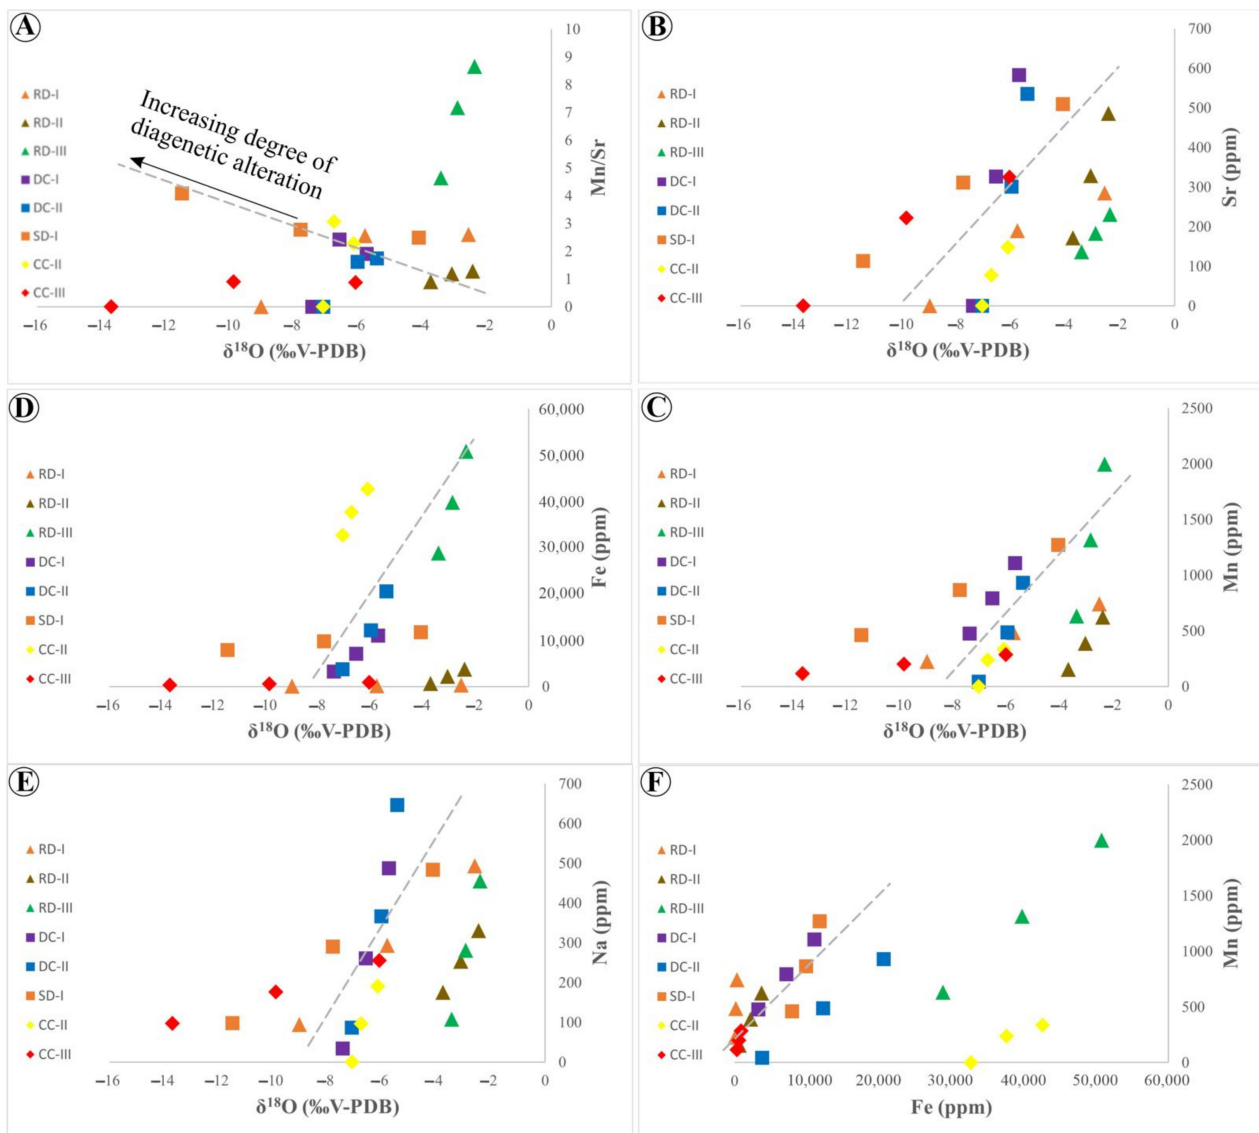 A
10
9
8
7
6
5
4
3
2
1
0
Mn/Sr
RD-I
RD-II
RD-III
DC-I
DC-II
SD-I
CC-II
CC-III
Increasing degree of
diagenetic alteration
−16 −14 −12 −10 −8 −6 −4 −2 0
δ¹⁸O (‰V-PDB)
B
700
600
500
400
300
200
100
0
Sr (ppm)
RD-I
RD-II
RD-III
DC-I
DC-II
SD-I
CC-II
CC-III
−16 −14 −12 −10 −8 −6 −4 −2 0
δ¹⁸O (‰V-PDB)
D
60,000
50,000
40,000
30,000
20,000
10,000
0
Fe (ppm)
RD-I
RD-II
RD-III
DC-I
DC-II
SD-I
CC-II
CC-III
−16 −14 −12 −10 −8 −6 −4 −2 0
δ¹⁸O (‰V-PDB)
C
2500
2000
1500
1000
500
0
Mn (ppm)
RD-I
RD-II
RD-III
DC-I
DC-II
SD-I
CC-II
CC-III
−16 −14 −12 −10 −8 −6 −4 −2 0
δ¹⁸O (‰V-PDB)
E
700
600
500
400
300
200
100
0
Na (ppm)
RD-I
RD-II
RD-III
DC-I
DC-II
SD-I
CC-II
CC-III
−16 −14 −12 −10 −8 −6 −4 −2 0
δ¹⁸O (‰V-PDB)
F
2500
2000
1500
1000
500
0
Mn (ppm)
RD-I
RD-II
RD-III
DC-I
DC-II
SD-I
CC-II
CC-III
0 10,000 20,000 30,000 40,000 50,000 60,000
Fe (ppm)